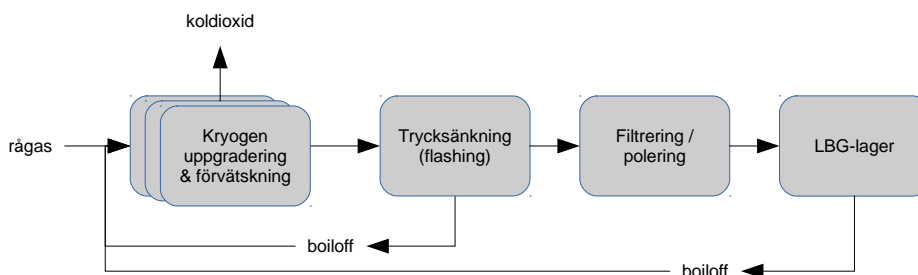 koldioxid
rågas
Kryogen
uppgradering
& förvätskning
Trycksänkning
(flashing)
Filtrering /
polering
LBG-lager
boiloff
boiloff